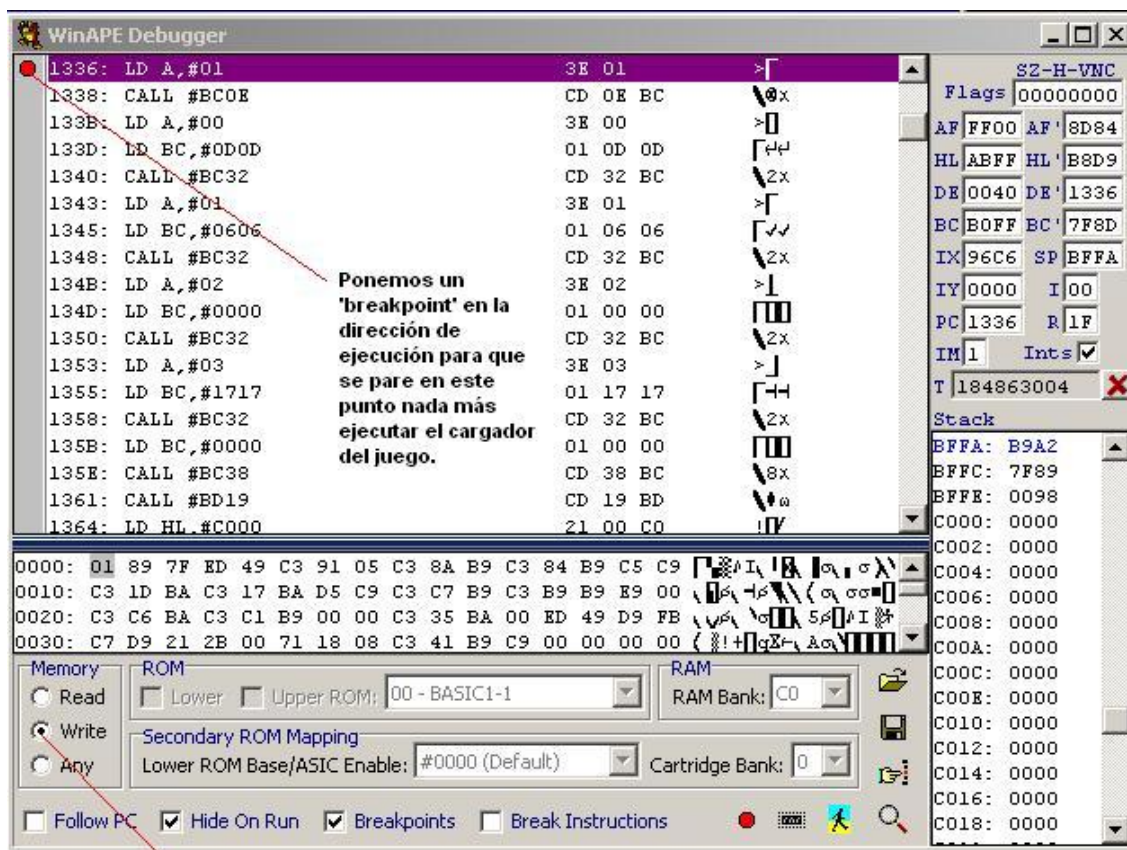 WinAPE Debugger
1336: LD A,#01 3E 01
1338: CALL #BC0E CD 0E BC
133B: LD A,#00 3E 00
133D: LD BC,#0D0D 01 0D 0D
1340: CALL #BC32 CD 32 BC
1343: LD A,#01 3E 01
1345: LD BC,#0606 01 06 06
1348: CALL #BC32 CD 32 BC
134B: LD A,#02 3E 02
134D: LD BC,#0000 01 00 00
1350: CALL #BC32 CD 32 BC
1353: LD A,#03 3E 03
1355: LD BC,#1717 01 17 17
1358: CALL #BC32 CD 32 BC
135B: LD BC,#0000 01 00 00
135E: CALL #BC38 CD 38 BC
1361: CALL #BD19 CD 19 BD
1364: LD HL,#C000 21 00 C0
Ponemos un
'breakpoint' en la
dirección de
ejecución para que
se pare en este
punto nada más
ejecutar el cargador
del juego.
SZ-H-VNC
Flags 00000000
AF FF00 AF' 8D84
HL ABFF HL' B8D9
DE 0040 DE' 1336
BC B0FF BC' 7F8D
IX 96C6 SP BFFA
IY 0000 I 00
PC 1336 R 1F
IM 1 Ints
T 184863004
Stack
BFFA: B9A2
BFFC: 7F89
BFFE: 0098
C000: 0000
C002: 0000
C004: 0000
C006: 0000
C008: 0000
C00A: 0000
C00C: 0000
C00E: 0000
C010: 0000
C012: 0000
C014: 0000
C016: 0000
C018: 0000
0000: 01 89 7F ED 49 C3 91 05 C3 8A B9 C3 84 B9 C5 C9
0010: C3 1D BA C3 17 BA D5 C9 C3 C7 B9 C3 B9 B9 E9 00
0020: C3 C6 BA C3 C1 B9 00 00 C3 35 BA 00 ED 49 D9 FB
0030: C7 D9 21 2B 00 71 18 08 C3 41 B9 C9 00 00 00 00
Memory
Read
Write
Any
ROM
Lower Upper ROM: 00 - BASIC1-1
RAM
RAM Bank: C0
Secondary ROM Mapping
Lower ROM Base/ASIC Enable: #0000 (Default) Cartridge Bank: 0
Follow PC Hide On Run Breakpoints Break Instructions